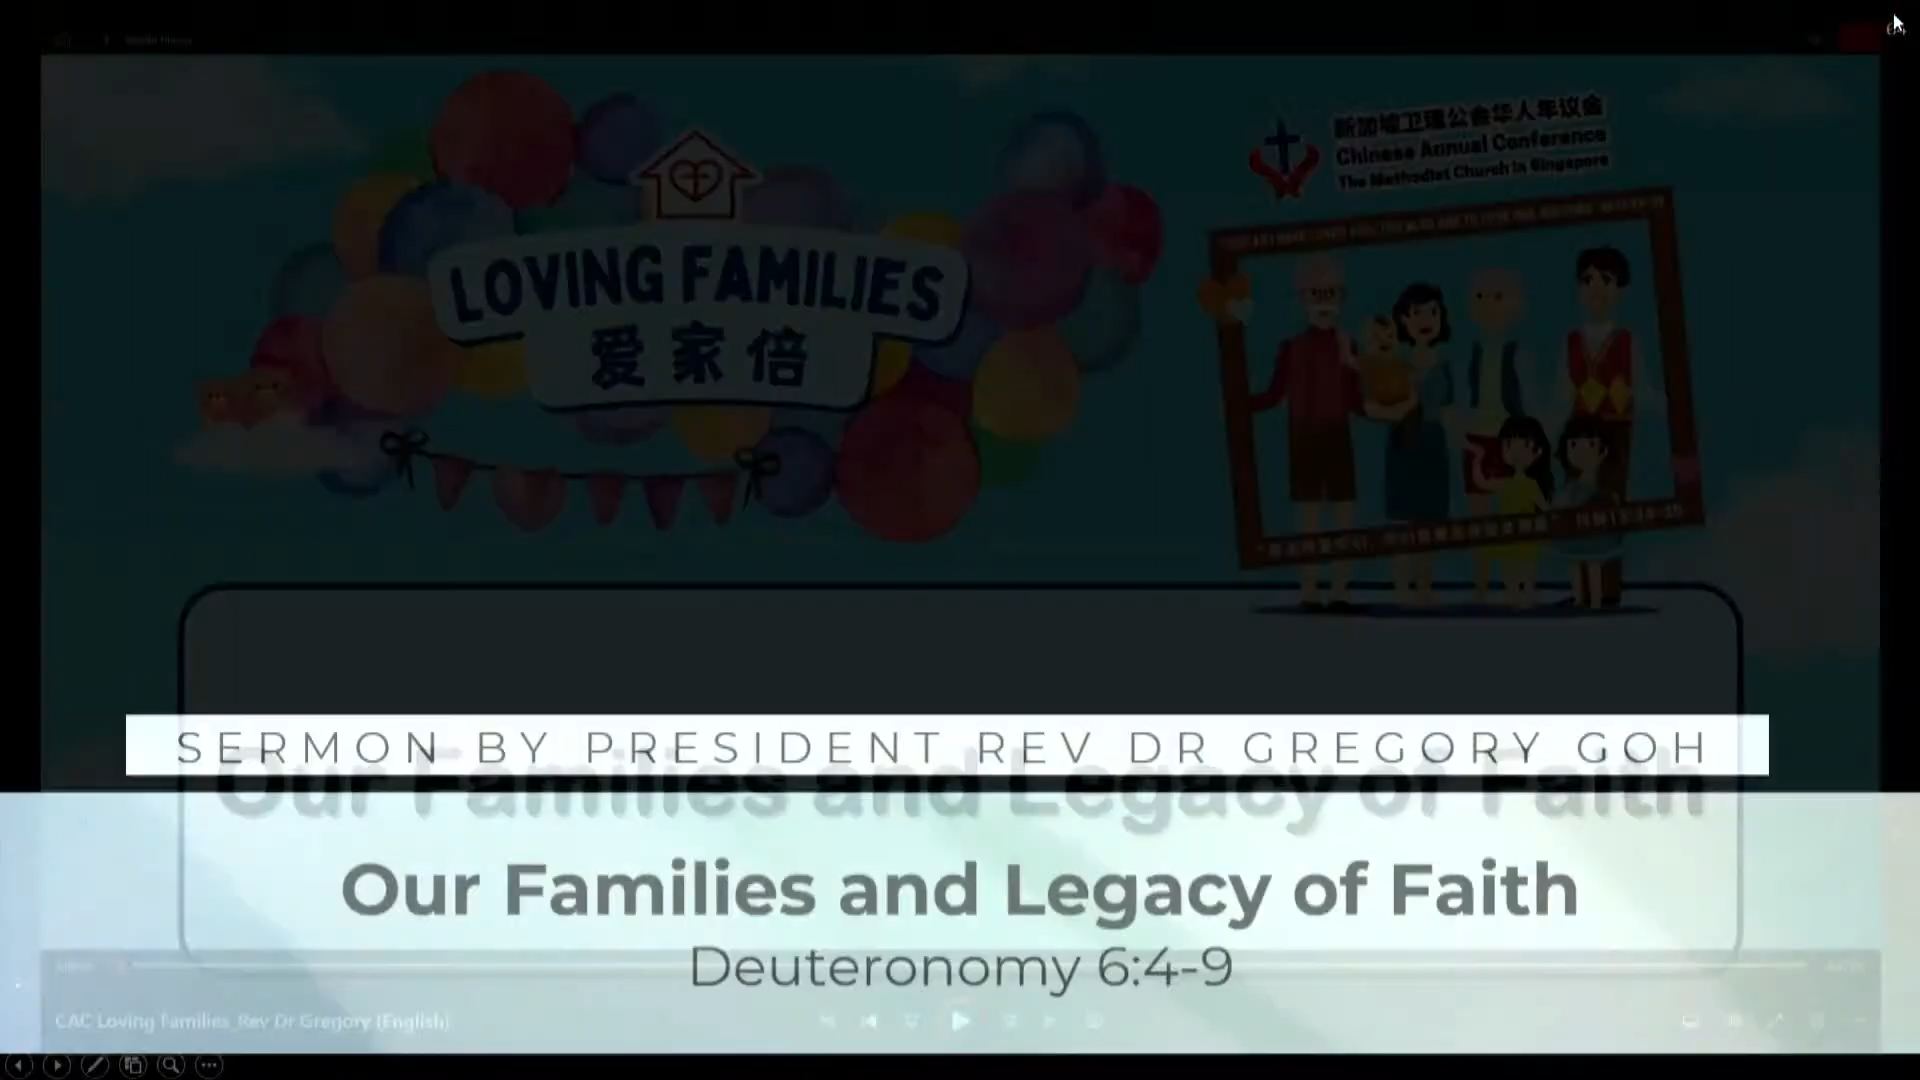 新加坡卫理公会华人年议会
Chinese Annual Conference
The Methodist Church in Singapore
LOVING FAMILIES
爱家倍
SERMON BY PRESIDENT REV DR GREGORY GOH
Our Families and Legacy of Faith
Our Families and Legacy of Faith
Deuteronomy 6:4-9
CAC Loving Families_Rev Dr Gregory (English)